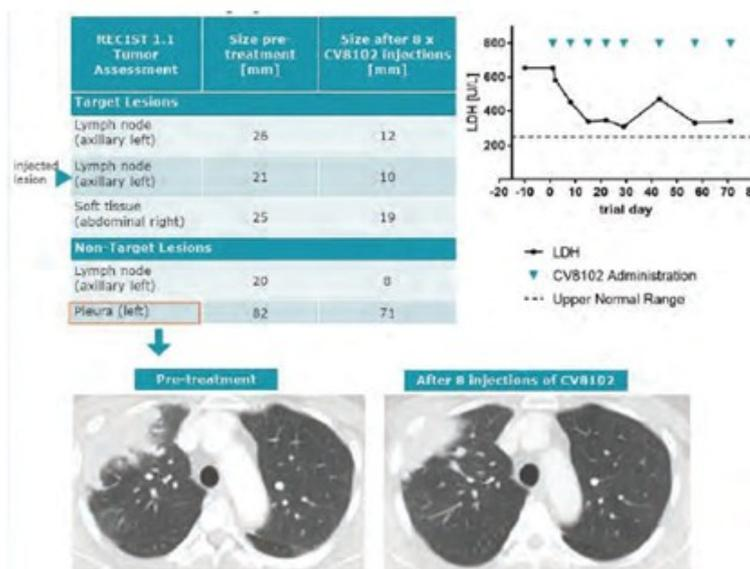 RECIST 1.1
Tumor
Assessment
Size pre-
treatment
[mm]
Size after 8 x
CV8102 injections
[mm]
Target Lesions
Lymph node
(axillary left)
26
12
injected
lesion
Lymph node
(axillary left)
21
10
Soft tissue
(abdominal right)
25
19
Non-Target Lesions
Lymph node
(axillary left)
20
8
Pleura (left)
82
71
LDH [U/L]
800
600
400
200
-20 -10 0 10 20 30 40 50 60 70 8
trial day
LDH
CV8102 Administration
Upper Normal Range
Pre-treatment
After 8 injections of CV8102